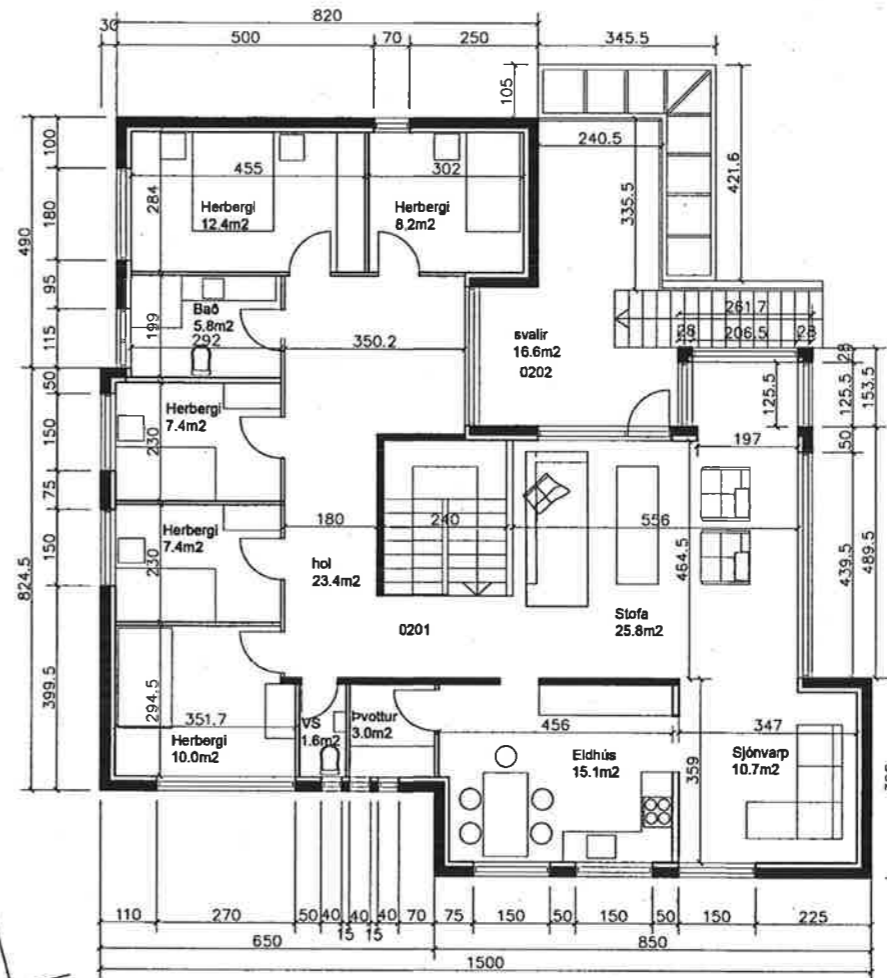 820
30
500
70
250
345.5
105
240.5
421.6
335.5
490
100
180
95
115
284
455
302
Herbergi
12.4m2
Herbergi
8.2m2
199
Bað
5.8m2
292
350.2
svalir
16.6m2
0202
261.7
28
206.5
28
28
125.5
125.5
153.5
50
197
824.5
50
150
75
150
399.5
Herbergi
7.4m2
230
Herbergi
7.4m2
230
180
240
556
464.5
439.5
489.5
hol
23.4m2
0201
Stofa
25.8m2
294.5
351.7
Herbergi
10.0m2
VS
1.6m2
Þvottur
3.0m2
456
347
Eldhús
15.1m2
359
Sjónvarp
10.7m2
110
270
50
40
15
40
15
40
70
75
150
50
150
50
150
225
650
850
1500